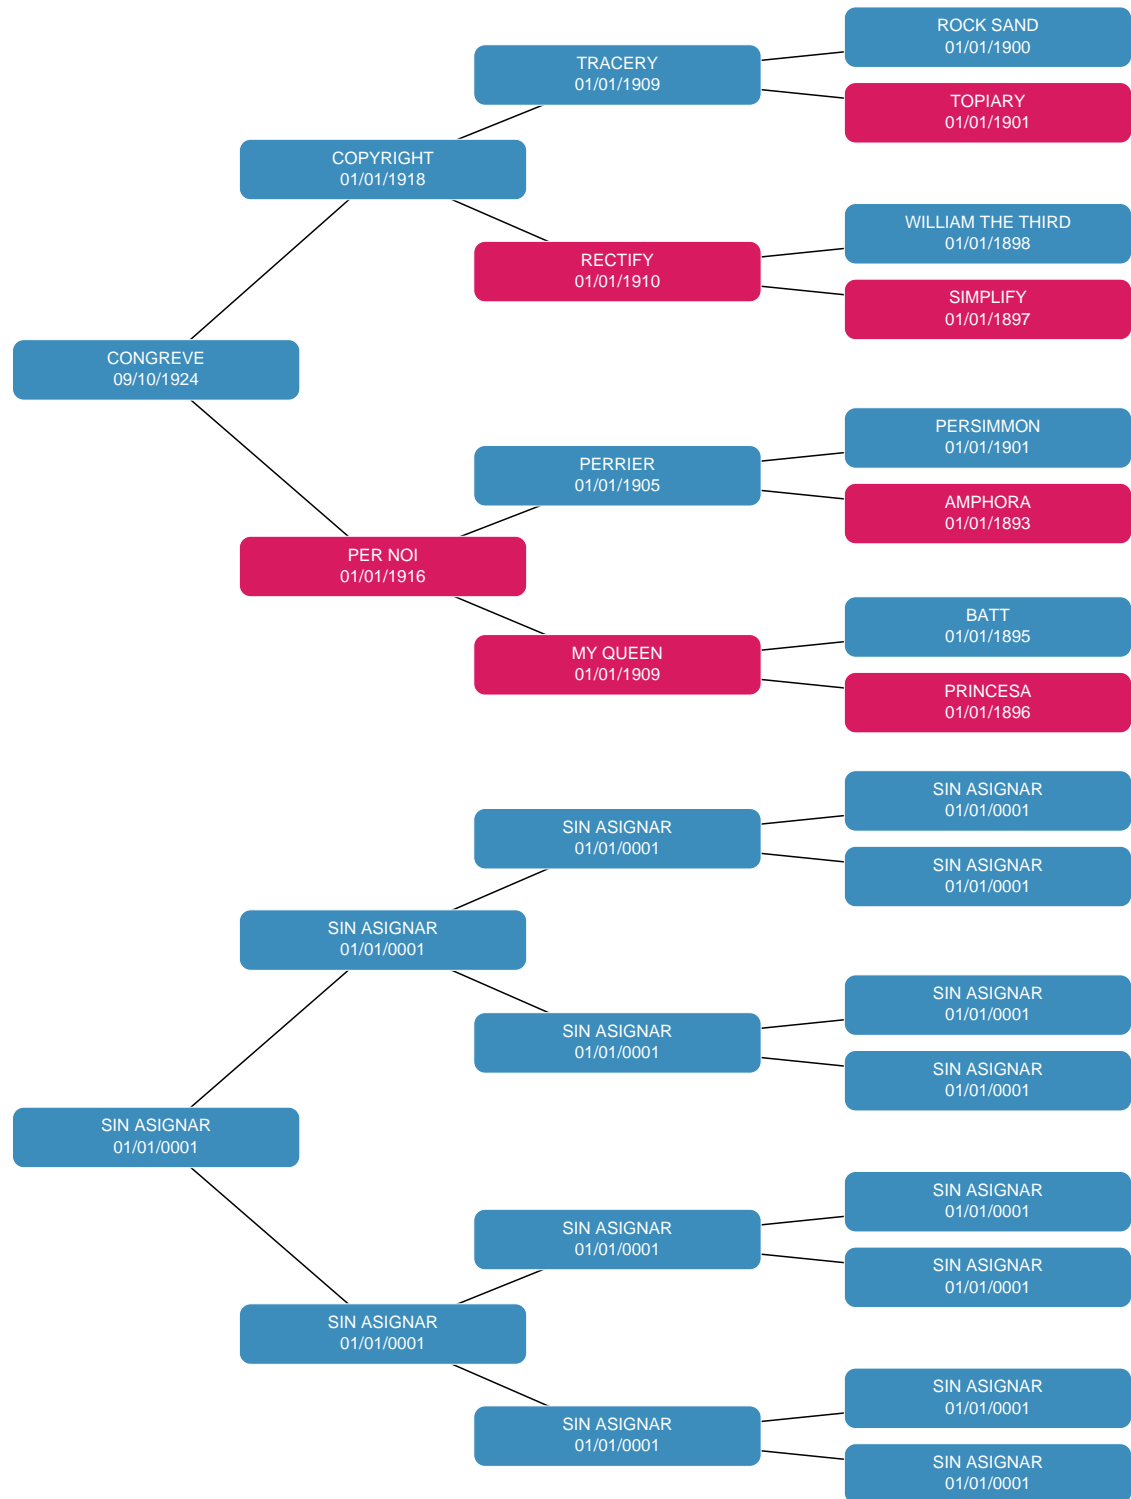 ROCK SAND
01/01/1900
TRACERY
01/01/1909
TOPIARY
01/01/1901
COPYRIGHT
01/01/1918
WILLIAM THE THIRD
01/01/1898
RECTIFY
01/01/1910
SIMPLIFY
01/01/1897
CONGREVE
09/10/1924
PERSIMMON
01/01/1901
PERRIER
01/01/1905
AMPHORA
01/01/1893
PER NOI
01/01/1916
BATT
01/01/1895
MY QUEEN
01/01/1909
PRINCESA
01/01/1896
SIN ASIGNAR
01/01/0001
SIN ASIGNAR
01/01/0001
SIN ASIGNAR
01/01/0001
SIN ASIGNAR
01/01/0001
SIN ASIGNAR
01/01/0001
SIN ASIGNAR
01/01/0001
SIN ASIGNAR
01/01/0001
SIN ASIGNAR
01/01/0001
SIN ASIGNAR
01/01/0001
SIN ASIGNAR
01/01/0001
SIN ASIGNAR
01/01/0001
SIN ASIGNAR
01/01/0001
SIN ASIGNAR
01/01/0001
SIN ASIGNAR
01/01/0001
SIN ASIGNAR
01/01/0001